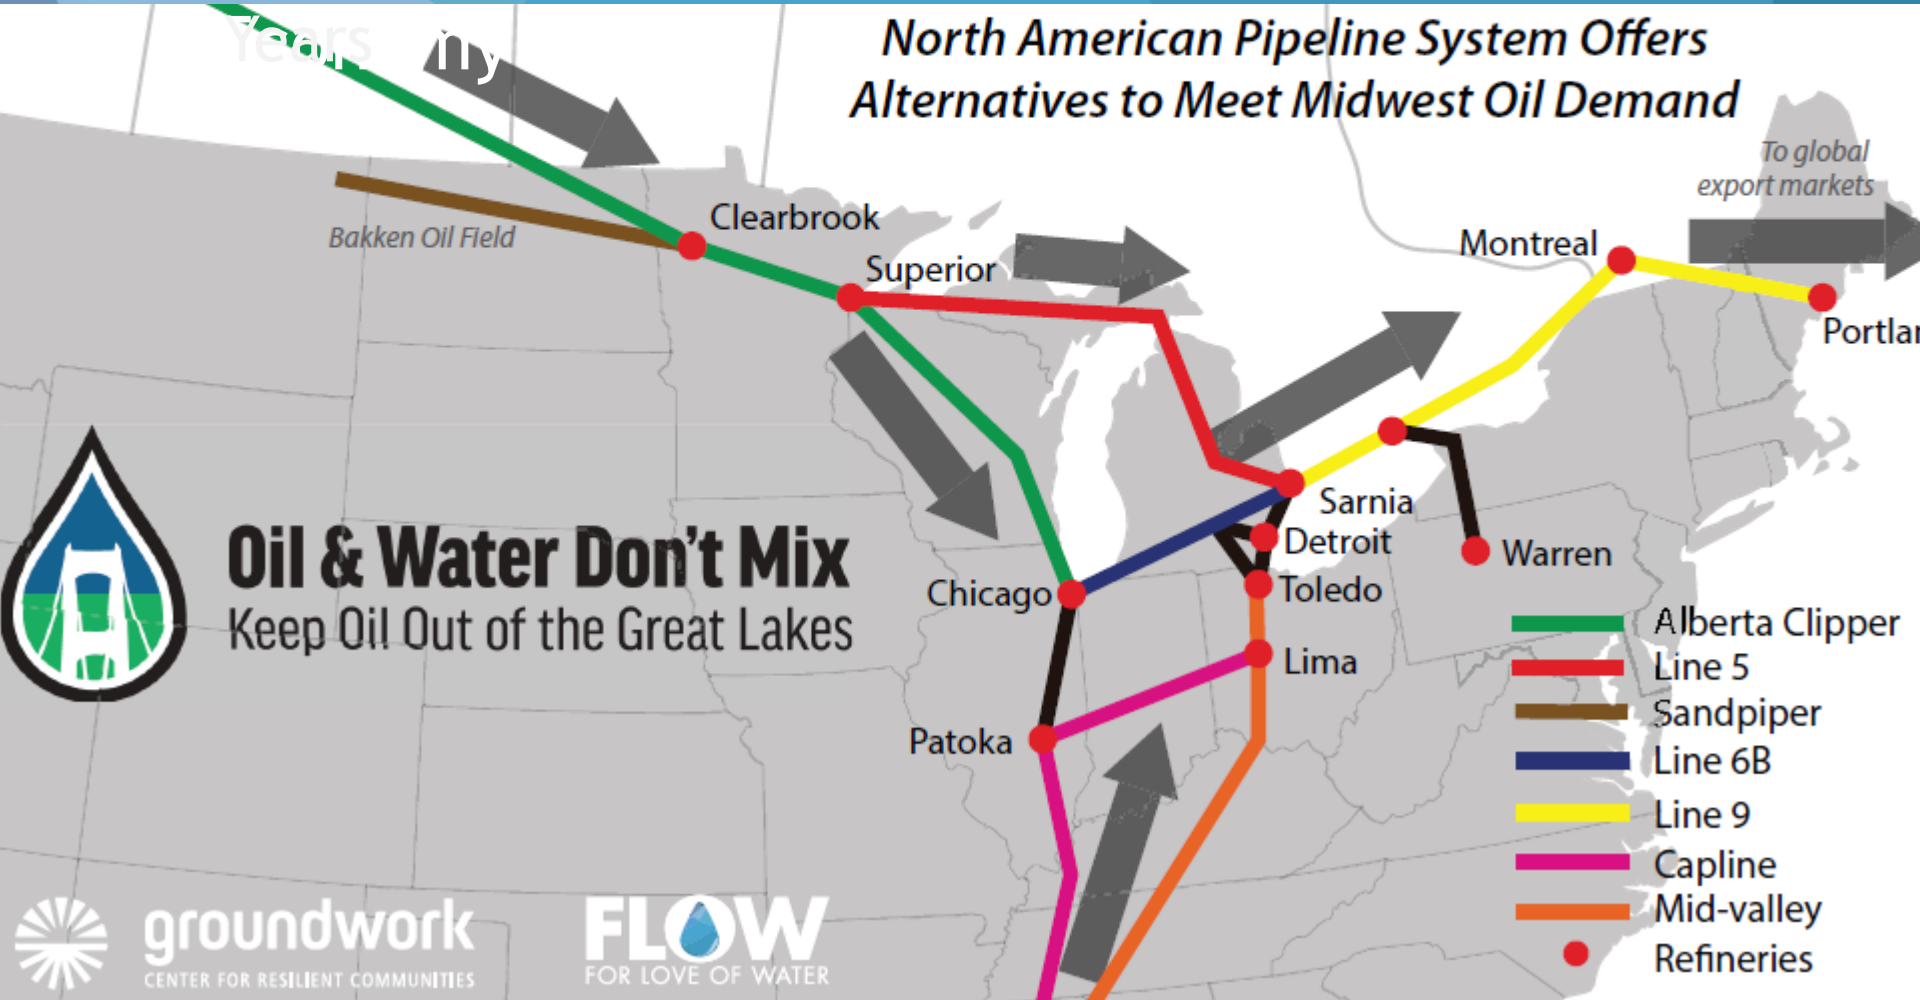 Years
ny
North American Pipeline System Offers
Alternatives to Meet Midwest Oil Demand
To global
export markets
Clearbrook
Bakken Oil Field
Superior
Montreal
Portlan
Sarnia
Detroit
Warren
Oil & Water Don't Mix
Keep Oil Out of the Great Lakes
Chicago
Toledo
Lima
Patoka
Alberta Clipper
Line 5
Sandpiper
Line 6B
Line 9
Capline
Mid-valley
Refineries
groundwork
CENTER FOR RESILIENT COMMUNITIES
FLOW
FOR LOVE OF WATER